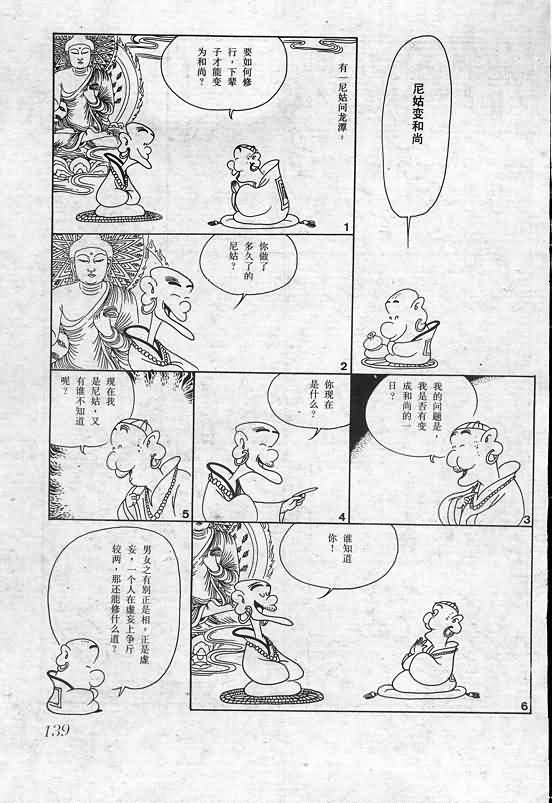 尼姑变和尚
有一尼姑问龙潭，
要如何修
行，下辈
子才能变
为和尚？
1
你做了
多久了的
尼姑？
2
我的问题是，
我是否有变
成和尚的一
日？
3
你现在
是什么？
4
现在我
是尼姑，又
有谁不知道
呢？
5
谁知道
你！
6
男女之有别正是相，正是虚
妄，一个人在虚妄上争斤
较两，那还能修什么道？
139